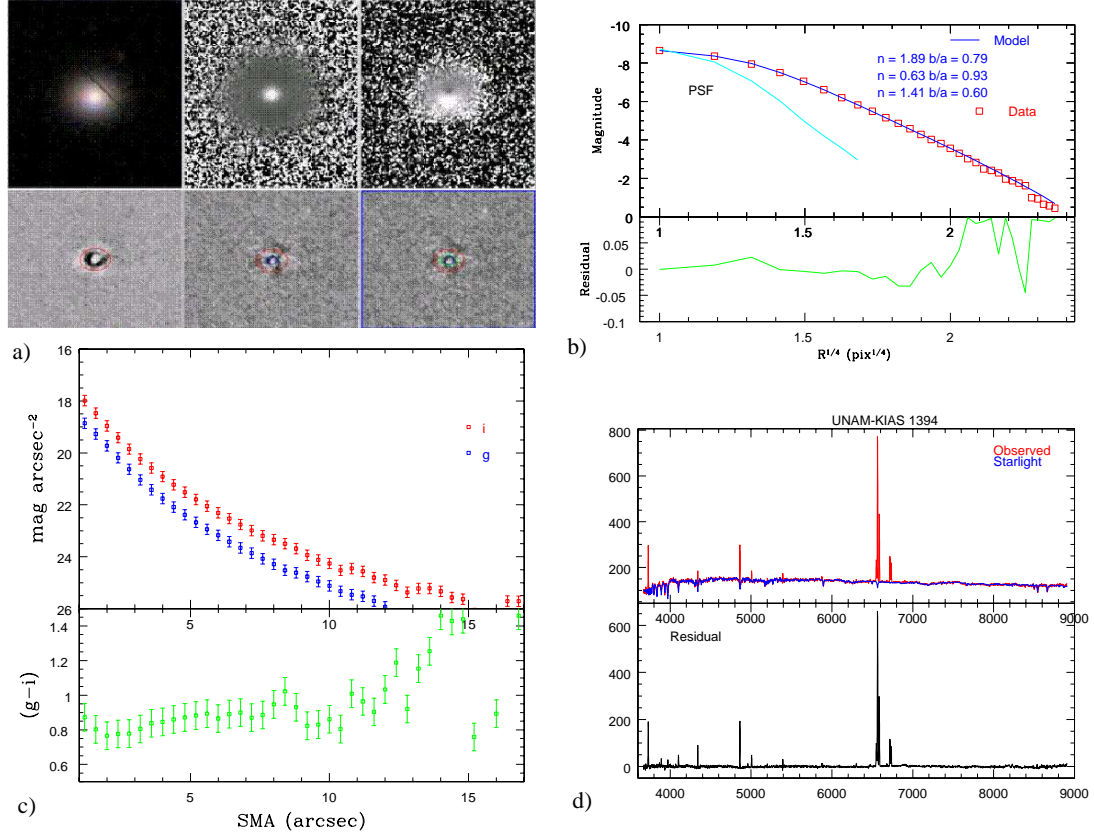 a)
-10
-8
-6
-4
-2
0
Magnitude
Model
n = 1.89 b/a = 0.79
n = 0.63 b/a = 0.93
n = 1.41 b/a = 0.60
PSF
Data
1
1.5
2
0.05
0
-0.05
-0.1
Residual
1
1.5
2
R^1/4 (pix^1/4)
b)
16
18
20
22
24
26
mag arcsec⁻²
i
g
5
10
15
1.4
1.2
1
0.8
0.6
(g-i)
5
10
15
SMA (arcsec)
c)
UNAM-KIAS 1394
800
600
400
200
Observed
Starlight
4000
5000
6000
7000
8000
9000
600
400
200
0
Residual
4000
5000
6000
7000
8000
9000
d)